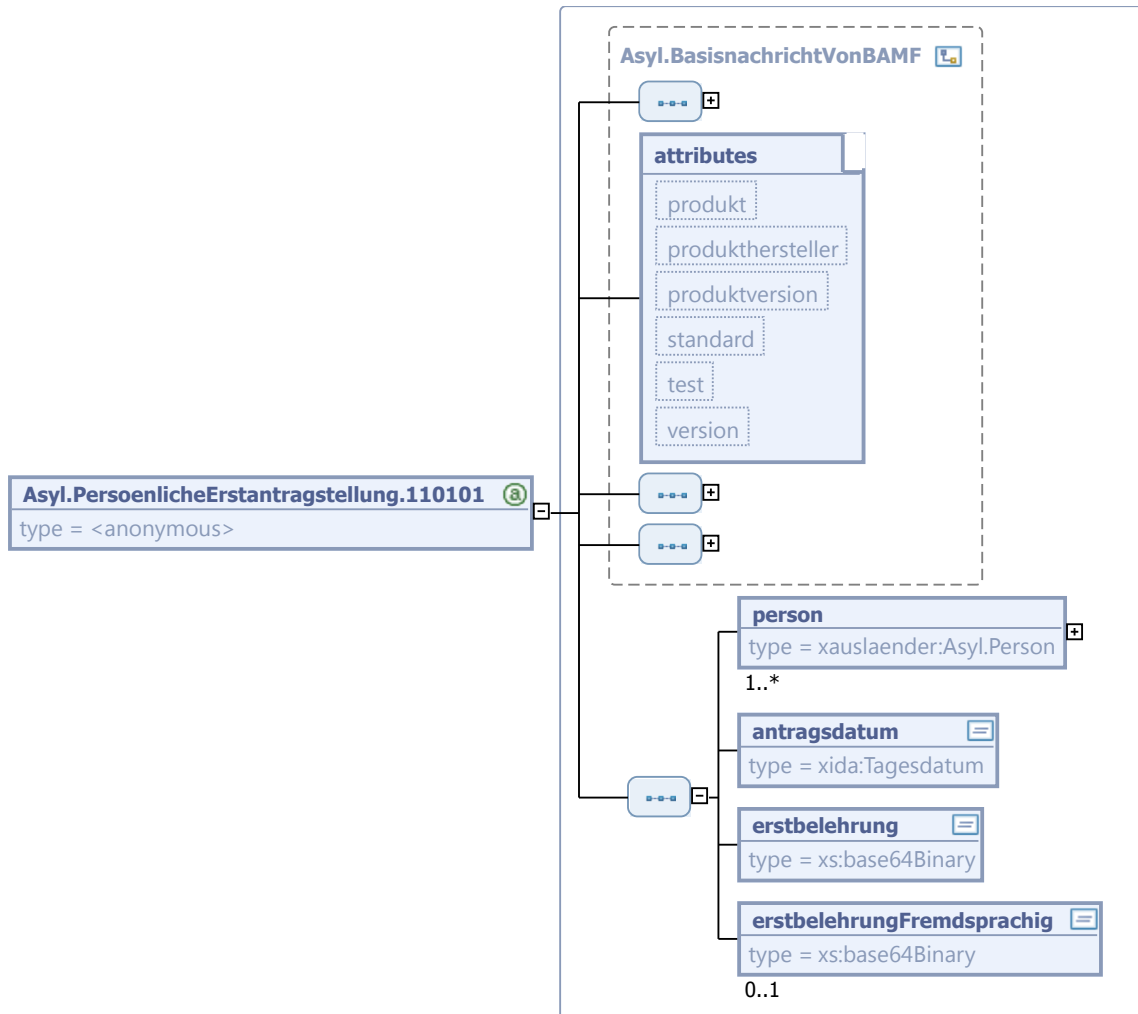 Asyl.BasisnachrichtVonBAMF
attributes
produkt
produkthersteller
produktversion
standard
test
version
Asyl.PersoenlicheErstantragstellung.110101
type = <anonymous>
person
type = xauslaender:Asyl.Person
1..*
antragsdatum
type = xida:Tagesdatum
erstbelehrung
type = xs:base64Binary
erstbelehrungFremdsprachig
type = xs:base64Binary
0..1